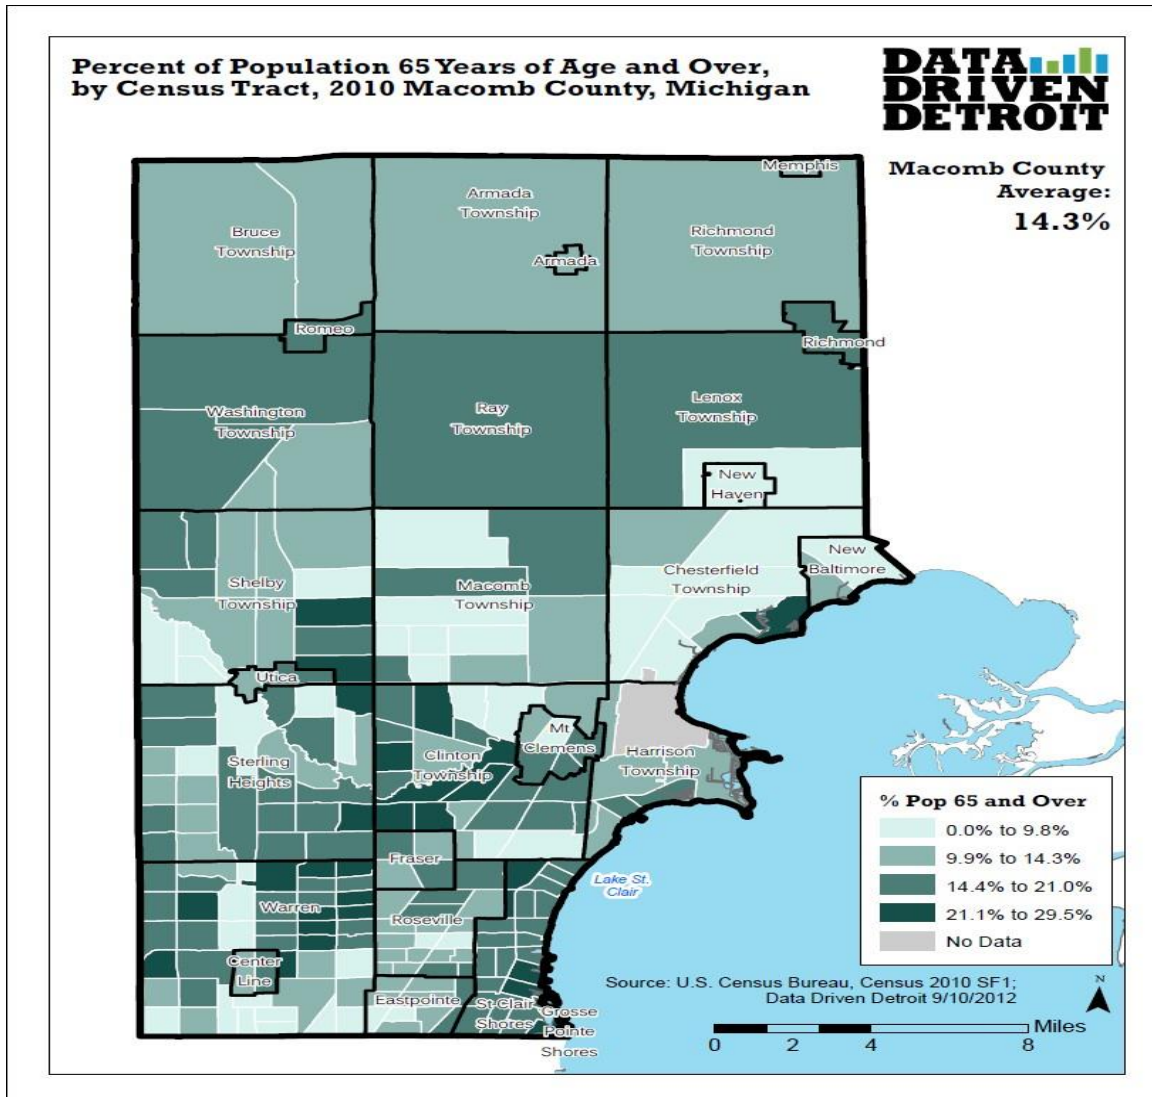 Percent of Population 65 Years of Age and Over,
by Census Tract, 2010 Macomb County, Michigan
DATA
DRIVEN
DETROIT
Macomb County
Average:
14.3%
Memphis
Armada
Township
Bruce
Township
Richmond
Township
Armada
Romeo
Richmond
Washington
Township
Ray
Township
Lenox
Township
New
Haven
Shelby
Township
Macomb
Township
Chesterfield
Township
New
Baltimore
Utica
Sterling
Heights
Clinton
Township
Mt
Clemens
Harrison
Township
Fraser
Warren
Roseville
Center
Line
Eastpointe
St Clair
Shores
Grosse
Pointe
Shores
Lake St.
Clair
% Pop 65 and Over
0.0% to 9.8%
9.9% to 14.3%
14.4% to 21.0%
21.1% to 29.5%
No Data
Source: U.S. Census Bureau, Census 2010 SF1;
Data Driven Detroit 9/10/2012
N
Miles
0 2 4 8